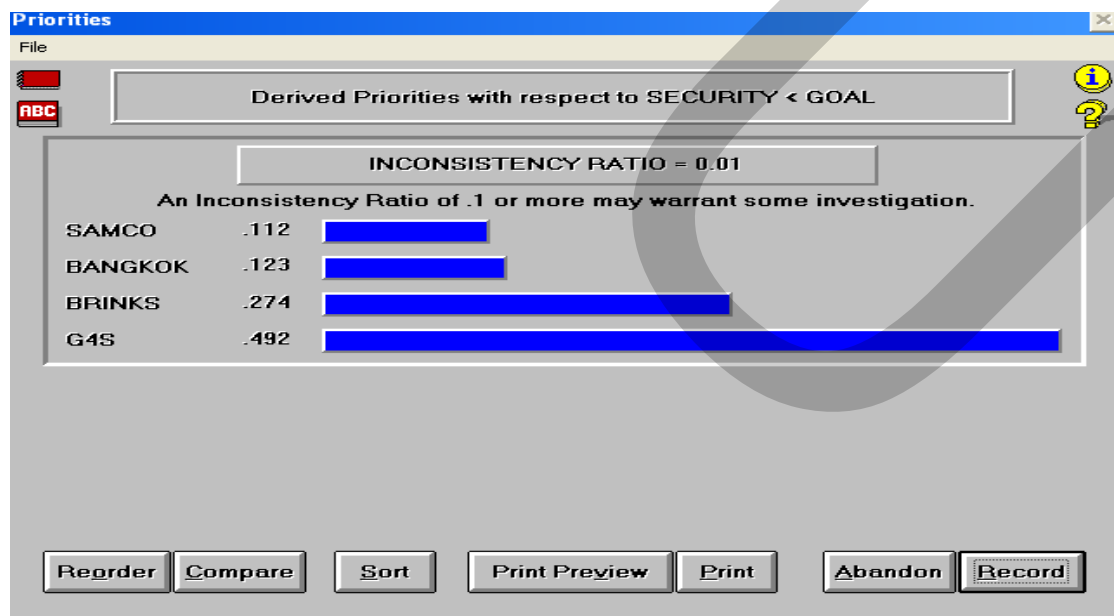 Priorities
File
ABC
Derived Priorities with respect to SECURITY < GOAL
i
?
INCONSISTENCY RATIO = 0.01
An Inconsistency Ratio of .1 or more may warrant some investigation.
SAMCO .112
BANGKOK .123
BRINKS .274
G4S .492
Reorder Compare Sort Print Preview Print Abandon Record